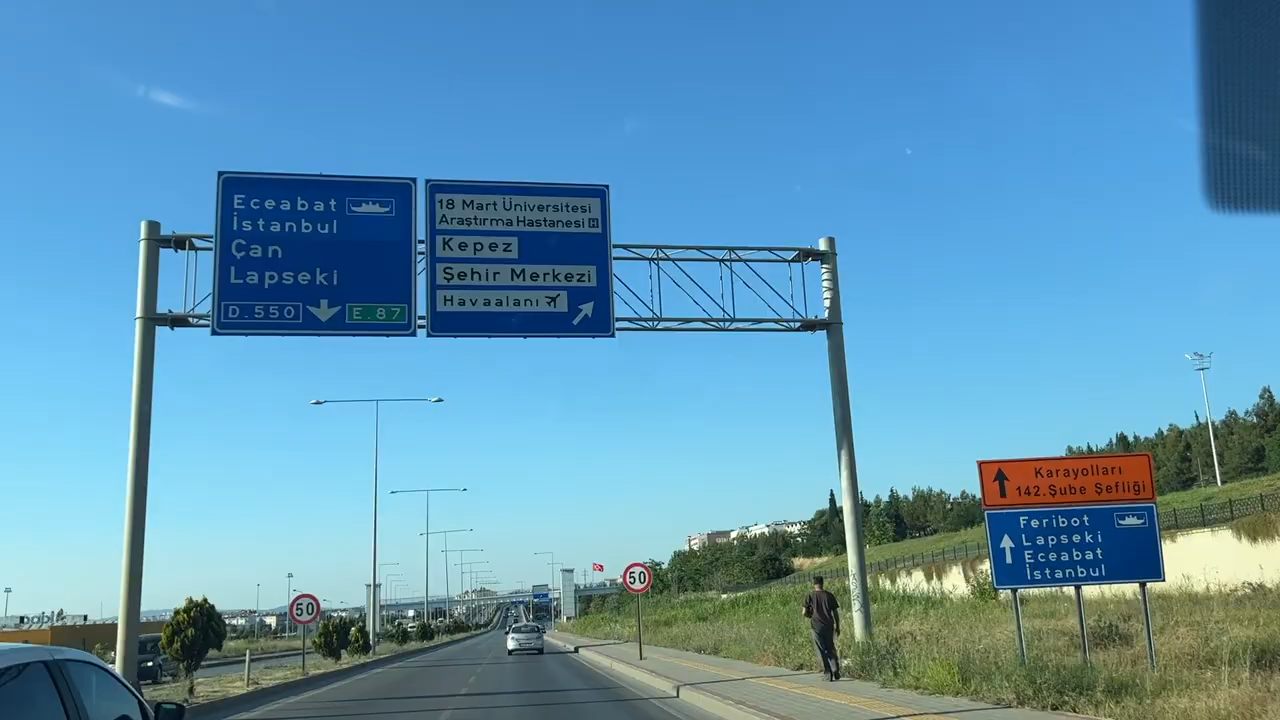 Eceabat
İstanbul
Çan
Lapseki
D.550 E.87
18 Mart Üniversitesi
Araştırma Hastanesi H
Kepez
Şehir Merkezi
Havaalanı
50
50
Karayolları
142.Şube Şefliği
Feribot
Lapseki
Eceabat
İstanbul